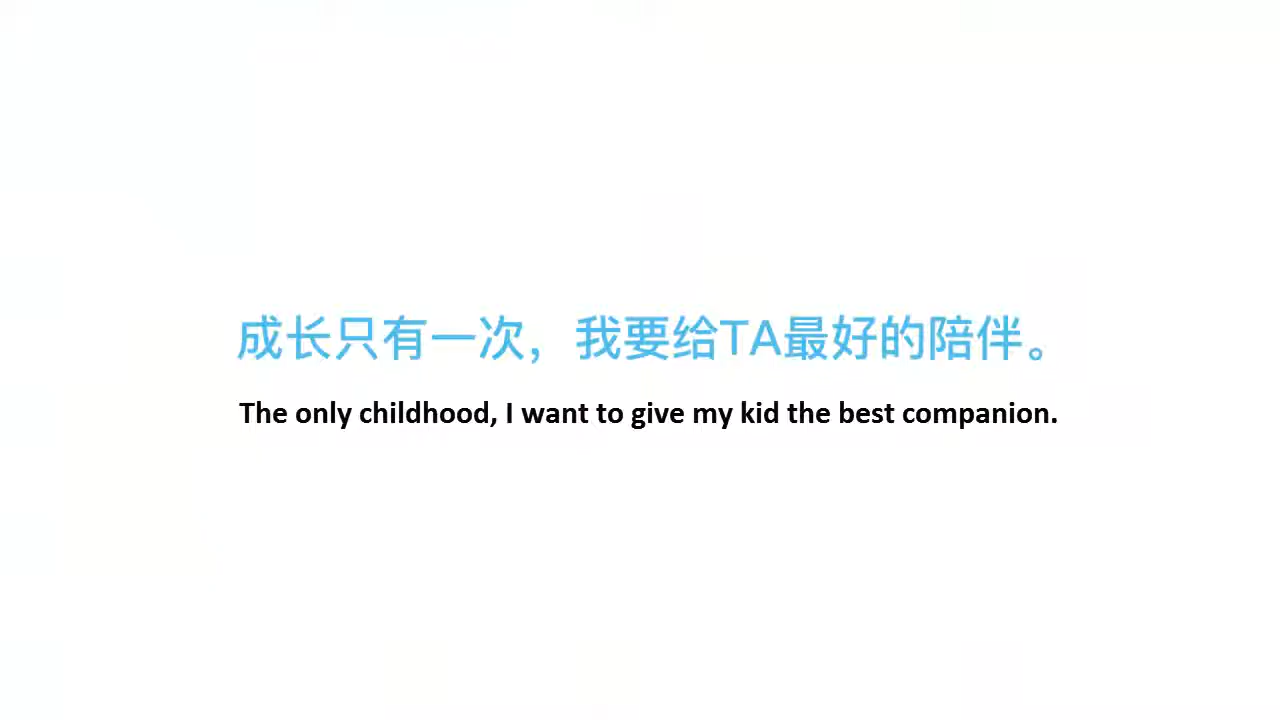 成长只有一次，我要给TA最好的陪伴。
The only childhood, I want to give my kid the best companion.